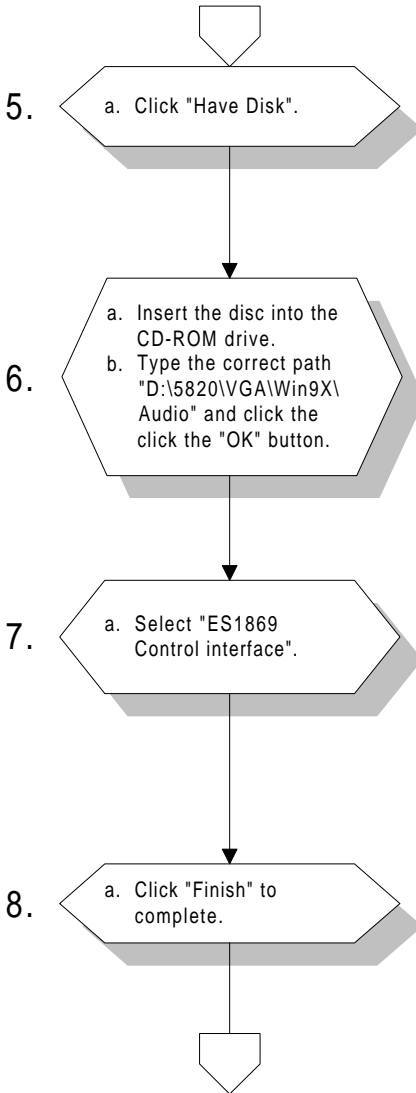 5.
a. Click "Have Disk".
6.
a. Insert the disc into the
CD-ROM drive.
b. Type the correct path
"D:\5820\VGA\Win9X\
Audio" and click the
click the "OK" button.
7.
a. Select "ES1869
Control interface".
8.
a. Click "Finish" to
complete.